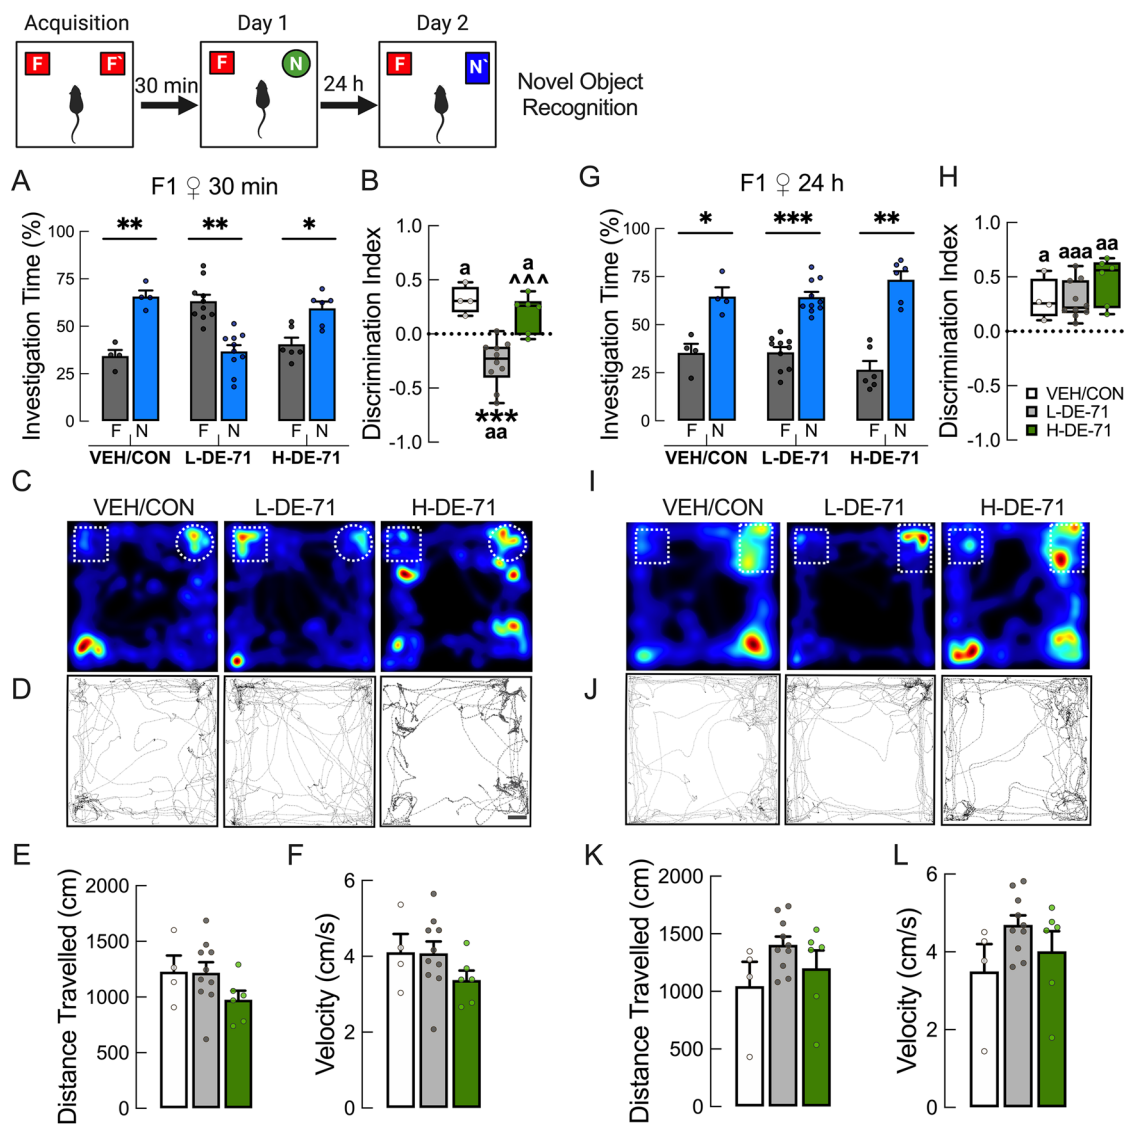 Acquisition
Day 1
Day 2
F
F`
30 min
F
N
24 h
F
N`
Novel Object
Recognition
A
F1 ♀ 30 min
Investigation Time (%)
100
75
50
25
0
**
**
*
F N
F N
F N
VEH/CON
L-DE-71
H-DE-71
B
Discrimination Index
1.0
0.5
0.0
-0.5
-1.0
a
a
^^^
***
aa
G
F1 ♀ 24 h
Investigation Time (%)
100
75
50
25
0
*
***
**
F N
F N
F N
VEH/CON
L-DE-71
H-DE-71
H
Discrimination Index
1.0
0.5
0.0
-0.5
-1.0
a
aaa
aa
VEH/CON
L-DE-71
H-DE-71
C
VEH/CON
L-DE-71
H-DE-71
I
VEH/CON
L-DE-71
H-DE-71
D
J
E
Distance Travelled (cm)
2000
1500
1000
500
0
F
Velocity (cm/s)
6
4
2
0
K
Distance Travelled (cm)
2000
1500
1000
500
0
L
Velocity (cm/s)
6
4
2
0